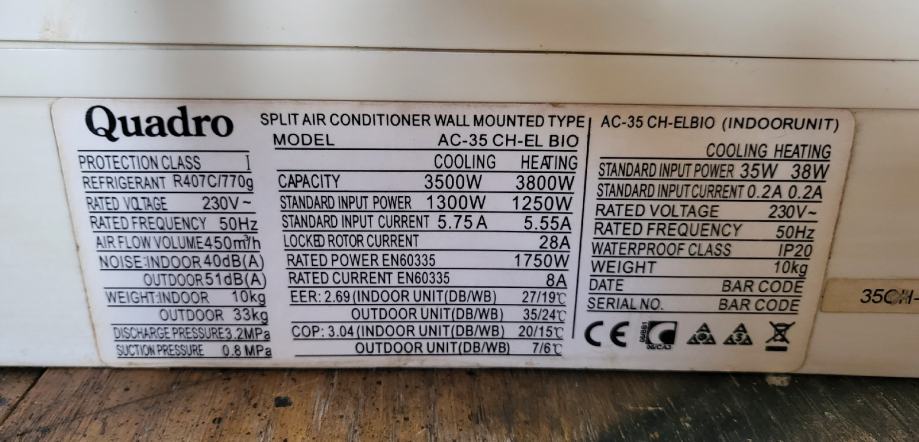 Quadro
PROTECTION CLASS I
REFRIGERANT R407C/770g
RATED VOLTAGE 230V~
RATED FREQUENCY 50Hz
AIR FLOW VOLUME 450m³/h
NOISE:INDOOR 40dB(A)
OUTDOOR 51dB(A)
WEIGHT:INDOOR 10kg
OUTDOOR 33kg
DISCHARGE PRESSURE 3.2MPa
SUCTION PRESSURE 0.8 MPa
SPLIT AIR CONDITIONER WALL MOUNTED TYPE
MODEL AC-35 CH-EL BIO
COOLING HEATING
CAPACITY 3500W 3800W
STANDARD INPUT POWER 1300W 1250W
STANDARD INPUT CURRENT 5.75A 5.55A
LOCKED ROTOR CURRENT 28A
RATED POWER EN60335 1750W
RATED CURRENT EN60335 8A
EER: 2.69 (INDOOR UNIT(DB/WB) 27/19℃
OUTDOOR UNIT(DB/WB) 35/24℃
COP: 3.04 (INDOOR UNIT(DB/WB) 20/15℃
OUTDOOR UNIT(DB/WB) 7/6℃
AC-35 CH-ELBIO (INDOORUNIT)
COOLING HEATING
STANDARD INPUT POWER 35W 38W
STANDARD INPUT CURRENT 0.2A 0.2A
RATED VOLTAGE 230V~
RATED FREQUENCY 50Hz
WATERPROOF CLASS IP20
WEIGHT 10kg
DATE BAR CODE
SERIAL NO. BAR CODE
CE
35CH-